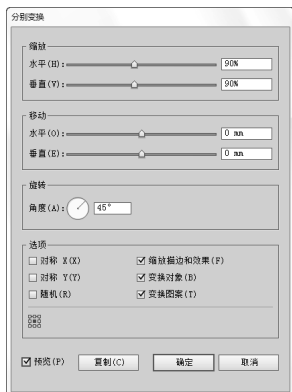 分别变换
缩放
水平(H): 90%
垂直(V): 90%
移动
水平(O): 0 mm
垂直(E): 0 mm
旋转
角度(A): 45°
选项
对称 X(X) 缩放描边和效果(F)
对称 Y(Y) 变换对象(B)
随机(R) 变换图案(T)
预览(P) 复制(C) 确定 取消